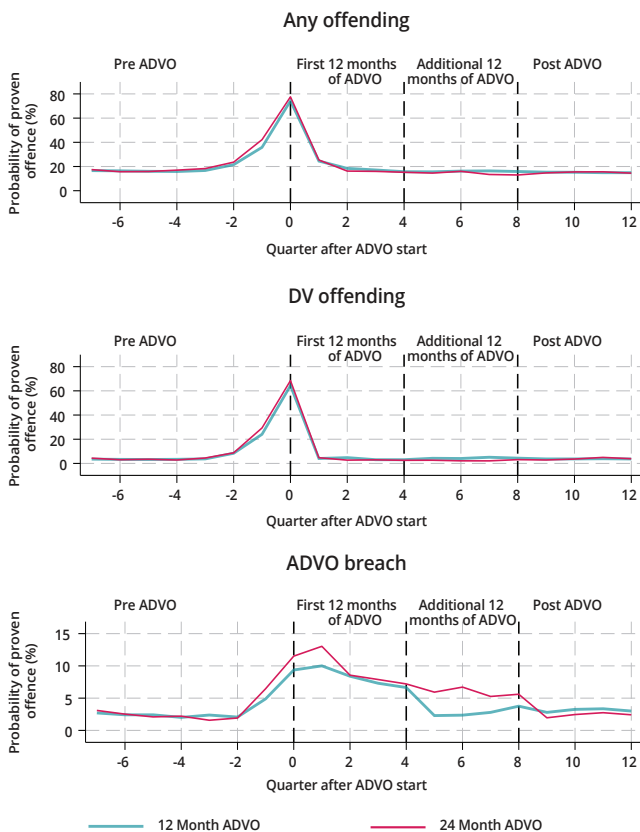 Any offending
Pre ADVO
First 12 months
of ADVO
Additional 12
months of ADVO
Post ADVO
Probability of proven
offence (%)
80
60
40
20
0
-6 -4 -2 0 2 4 6 8 10 12
Quarter after ADVO start
DV offending
Pre ADVO
First 12 months
of ADVO
Additional 12
months of ADVO
Post ADVO
Probability of proven
offence (%)
80
60
40
20
0
-6 -4 -2 0 2 4 6 8 10 12
Quarter after ADVO start
ADVO breach
Pre ADVO
First 12 months
of ADVO
Additional 12
months of ADVO
Post ADVO
Probability of proven
offence (%)
15
10
5
0
-6 -4 -2 0 2 4 6 8 10 12
Quarter after ADVO start
12 Month ADVO
24 Month ADVO